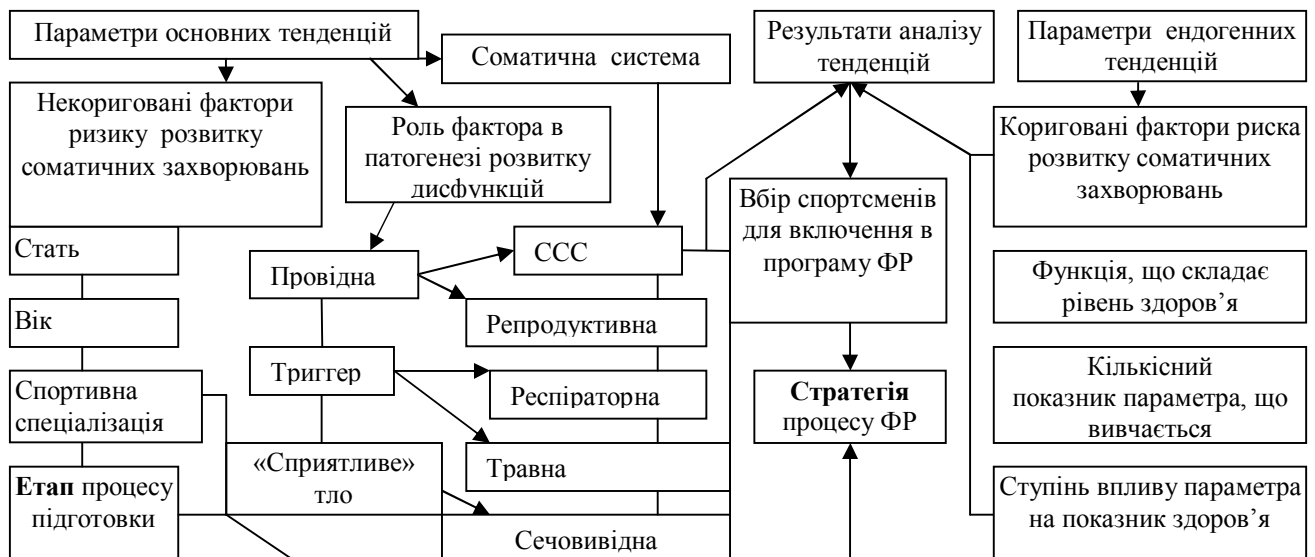 Параметри основних тенденцій
Соматична система
Результати аналізу
тенденцій
Параметри ендогенних
тенденцій
Некориговані фактори
ризику розвитку
соматичних захворювань
Роль фактора в
патогенезі розвитку
дисфункцій
Кориговані фактори риска
розвитку соматичних
захворювань
Стать
Вік
Спортивна
спеціалізація
Етап процесу
підготовки
Провідна
Триггер
«Сприятливе»
тло
ССС
Репродуктивна
Респіраторна
Травна
Сечовивідна
Вбір спортсменів
для включення в
програму ФР
Стратегія
процесу ФР
Функція, що складає
рівень здоров’я
Кількісний
показник параметра, що
вивчається
Ступінь впливу параметра
на показник здоров’я